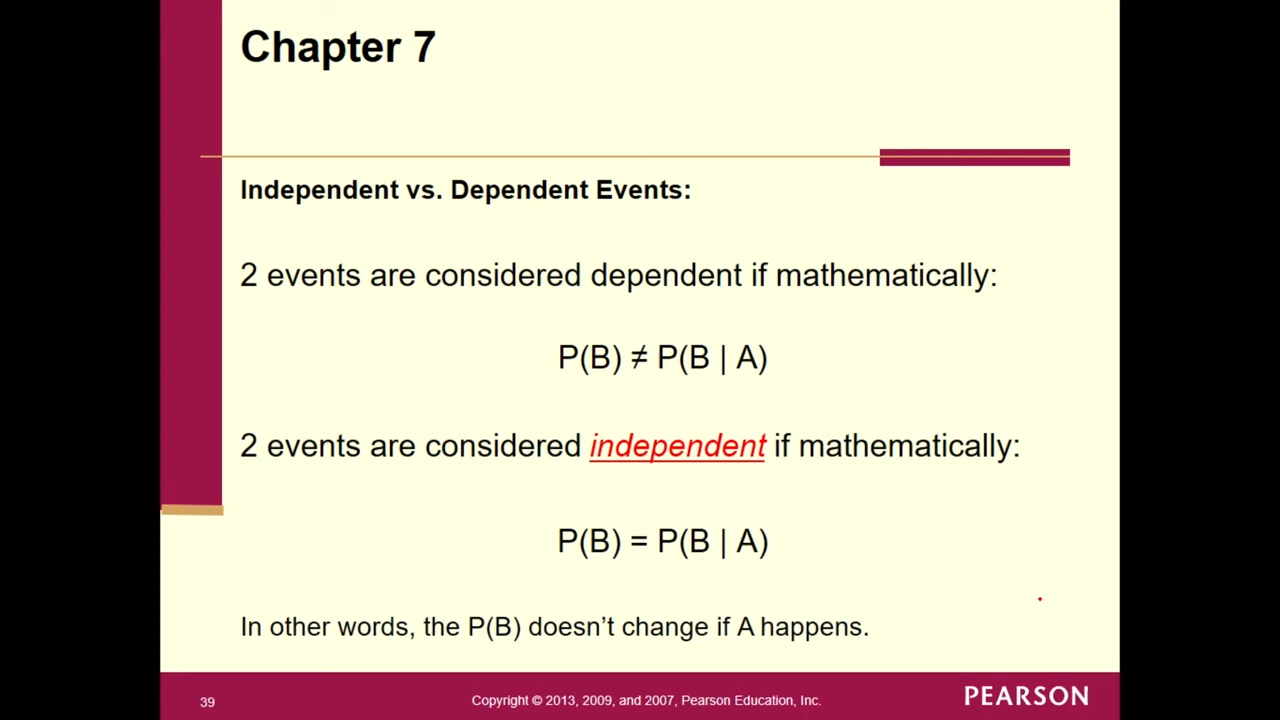 Chapter 7
Independent vs. Dependent Events:
2 events are considered dependent if mathematically:
P(B) ≠ P(B | A)
2 events are considered independent if mathematically:
P(B) = P(B | A)
In other words, the P(B) doesn’t change if A happens.
39
Copyright © 2013, 2009, and 2007, Pearson Education, Inc.
PEARSON